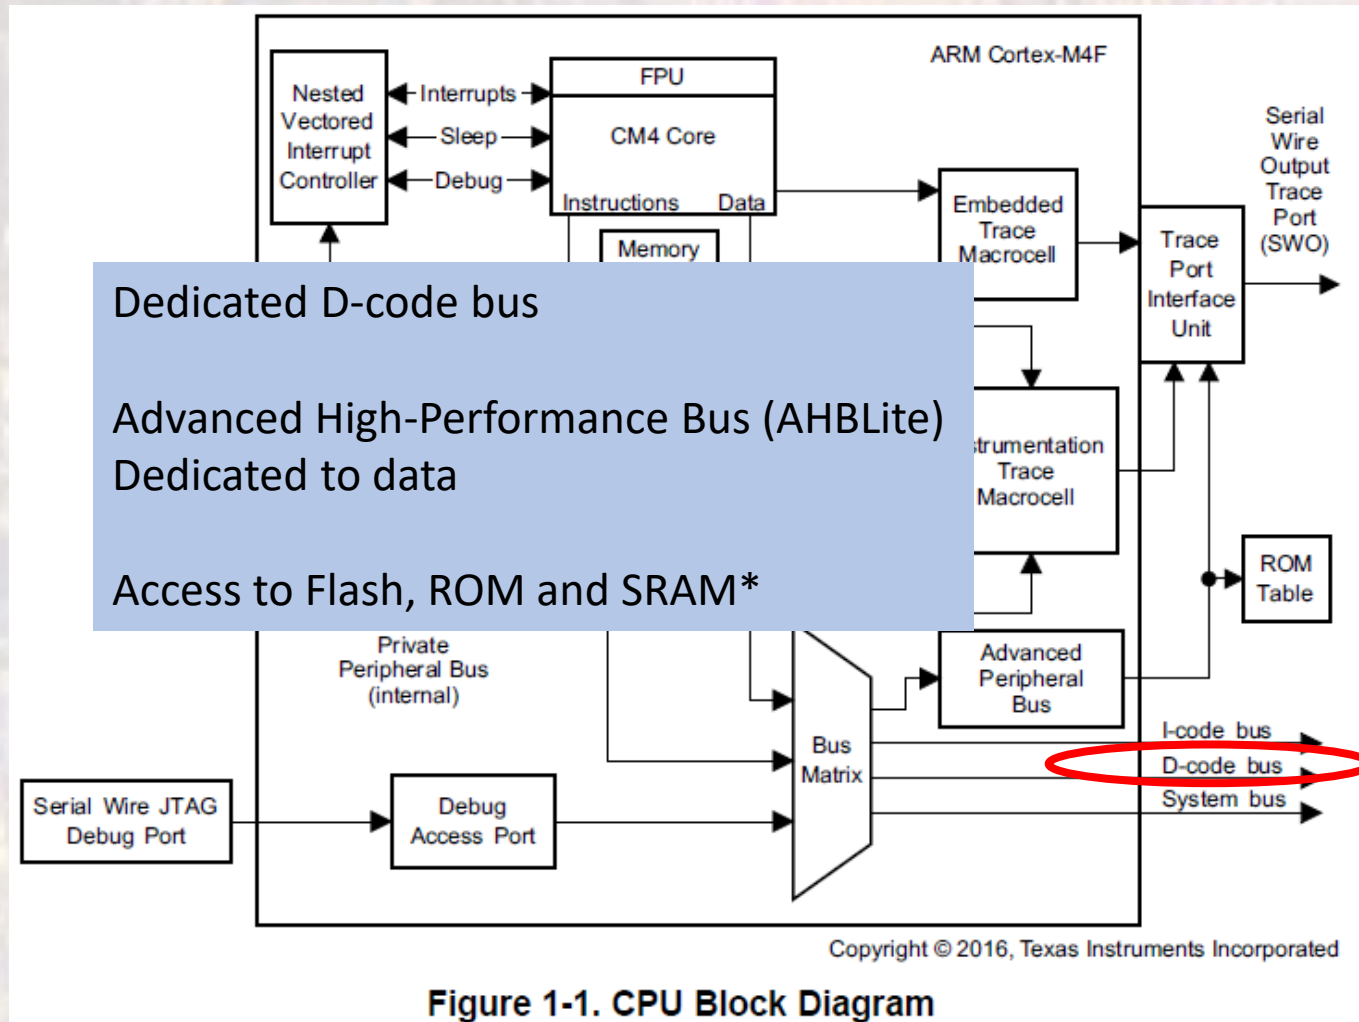 ARM Cortex-M4F
FPU
CM4 Core
Instructions Data
Nested
Vectored
Interrupt
Controller
Interrupts
Sleep
Debug
Memory
Embedded
Trace
Macrocell
Trace
Port
Interface
Unit
Serial
Wire
Output
Trace
Port
(SWO)
Dedicated D-code bus
Advanced High-Performance Bus (AHBLite)
Dedicated to data
Access to Flash, ROM and SRAM*
strumentation
Trace
Macrocell
ROM
Table
Private
Peripheral Bus
(internal)
Advanced
Peripheral
Bus
Bus
Matrix
I-code bus
D-code bus
System bus
Serial Wire JTAG
Debug Port
Debug
Access Port
Copyright © 2016, Texas Instruments Incorporated
Figure 1-1. CPU Block Diagram